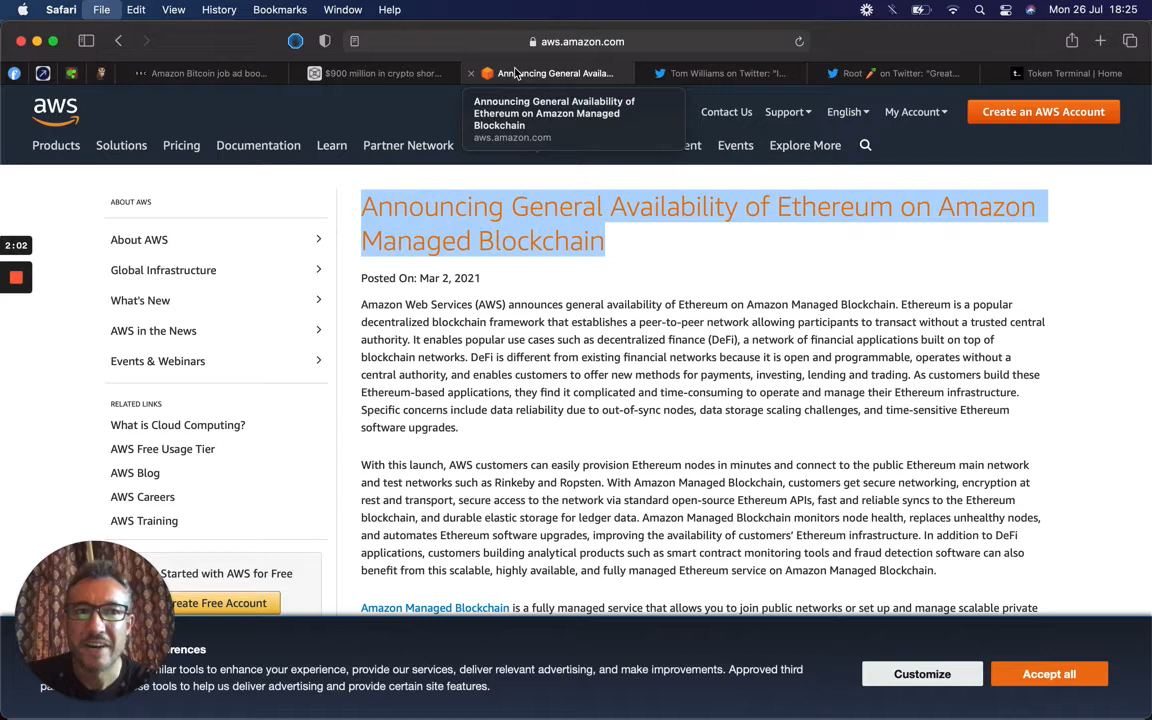 Safari File Edit View History Bookmarks Window Help Mon 26 Jul 18:25
aws.amazon.com
Amazon Bitcoin job ad boo... $900 million in crypto shor... Announcing General Availa... Tom Williams on Twitter: "I... Root on Twitter: "Great... Token Terminal | Home
Announcing General Availability of
Ethereum on Amazon Managed
Blockchain
aws.amazon.com
aws
Contact Us Support English My Account Create an AWS Account
Products Solutions Pricing Documentation Learn Partner Network Events Explore More
ABOUT AWS
About AWS
Global Infrastructure
What's New
AWS in the News
Events & Webinars
RELATED LINKS
What is Cloud Computing?
AWS Free Usage Tier
AWS Blog
AWS Careers
AWS Training
Started with AWS for Free
Create Free Account
2:02
Announcing General Availability of Ethereum on Amazon
Managed Blockchain
Posted On: Mar 2, 2021
Amazon Web Services (AWS) announces general availability of Ethereum on Amazon Managed Blockchain. Ethereum is a popular
decentralized blockchain framework that establishes a peer-to-peer network allowing participants to transact without a trusted central
authority. It enables popular use cases such as decentralized finance (DeFi), a network of financial applications built on top of
blockchain networks. DeFi is different from existing financial networks because it is open and programmable, operates without a
central authority, and enables customers to offer new methods for payments, investing, lending and trading. As customers build these
Ethereum-based applications, they find it complicated and time-consuming to operate and manage their Ethereum infrastructure.
Specific concerns include data reliability due to out-of-sync nodes, data storage scaling challenges, and time-sensitive Ethereum
software upgrades.
With this launch, AWS customers can easily provision Ethereum nodes in minutes and connect to the public Ethereum main network
and test networks such as Rinkeby and Ropsten. With Amazon Managed Blockchain, customers get secure networking, encryption at
rest and transport, secure access to the network via standard open-source Ethereum APIs, fast and reliable syncs to the Ethereum
blockchain, and durable elastic storage for ledger data. Amazon Managed Blockchain monitors node health, replaces unhealthy nodes,
and automates Ethereum software upgrades, improving the availability of customers' Ethereum infrastructure. In addition to DeFi
applications, customers building analytical products such as smart contract monitoring tools and fraud detection software can also
benefit from this scalable, highly available, and fully managed Ethereum service on Amazon Managed Blockchain.
Amazon Managed Blockchain is a fully managed service that allows you to join public networks or set up and manage scalable private
tools to enhance your experience, provide our services, deliver relevant advertising, and make improvements. Approved third
tools to help us deliver advertising and provide certain site features.
Customize
Accept all